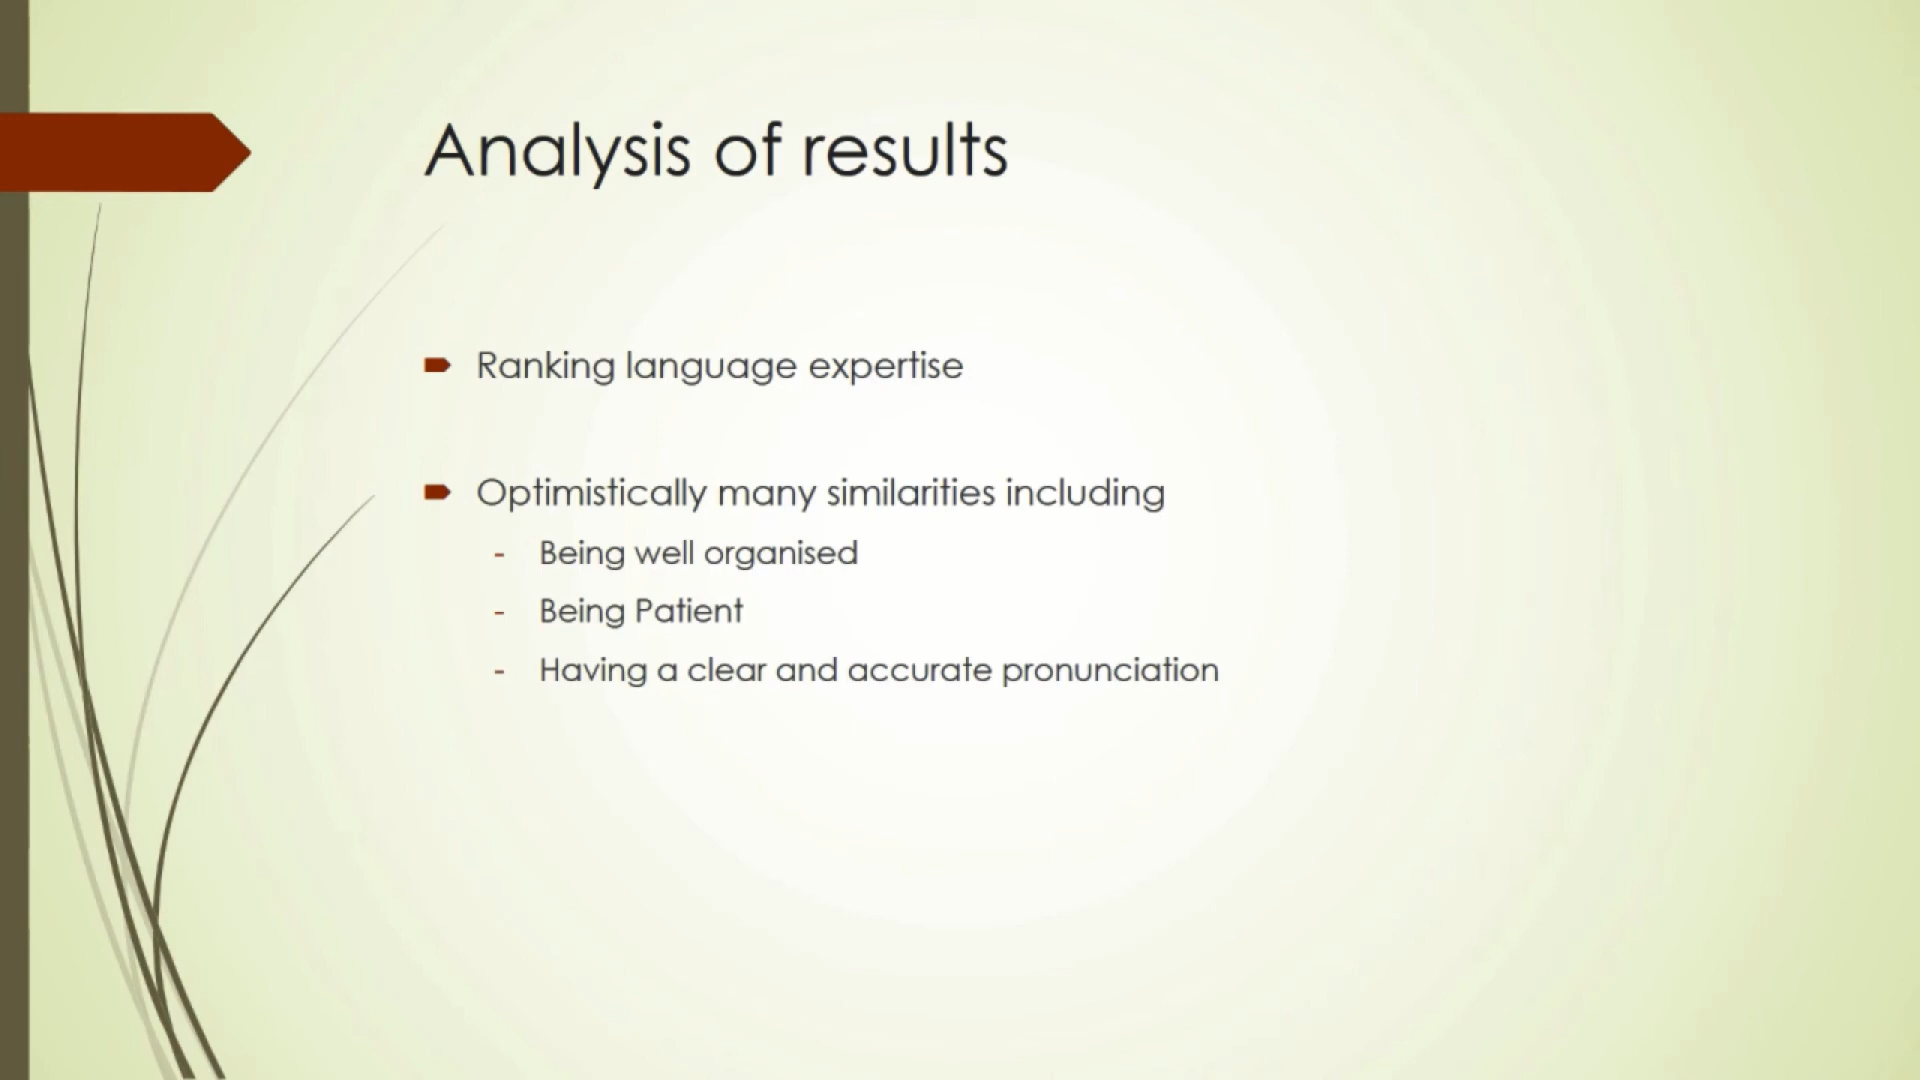 Analysis of results
Ranking language expertise
Optimistically many similarities including
- Being well organised
- Being Patient
- Having a clear and accurate pronunciation